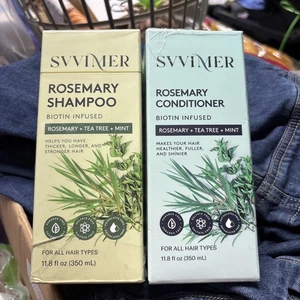 SVVIMER
ROSEMARY
SHAMPOO
BIOTIN INFUSED
ROSEMARY + TEA TREE + MINT
HELPS YOU HAVE
THICKER, LONGER, AND
STRONGER HAIR
FOR ALL HAIR TYPES
11.8 fl oz (350 mL)
SVVIMER
ROSEMARY
CONDITIONER
BIOTIN INFUSED
ROSEMARY + TEA TREE + MINT
MAKES YOUR HAIR
HEALTHIER, FULLER,
AND SHINIER
FOR ALL HAIR TYPES
11.8 fl oz (350 mL)